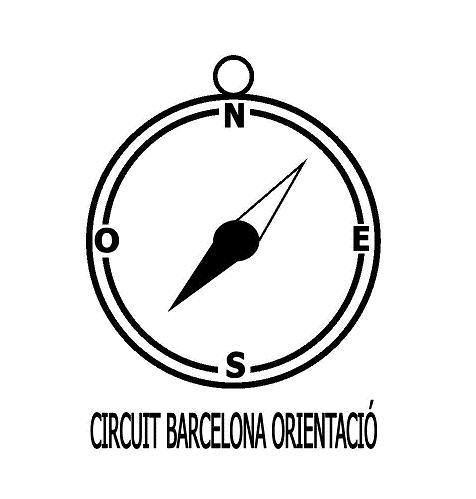 N
O E
S
CIRCUIT BARCELONA ORIENTACIÓ